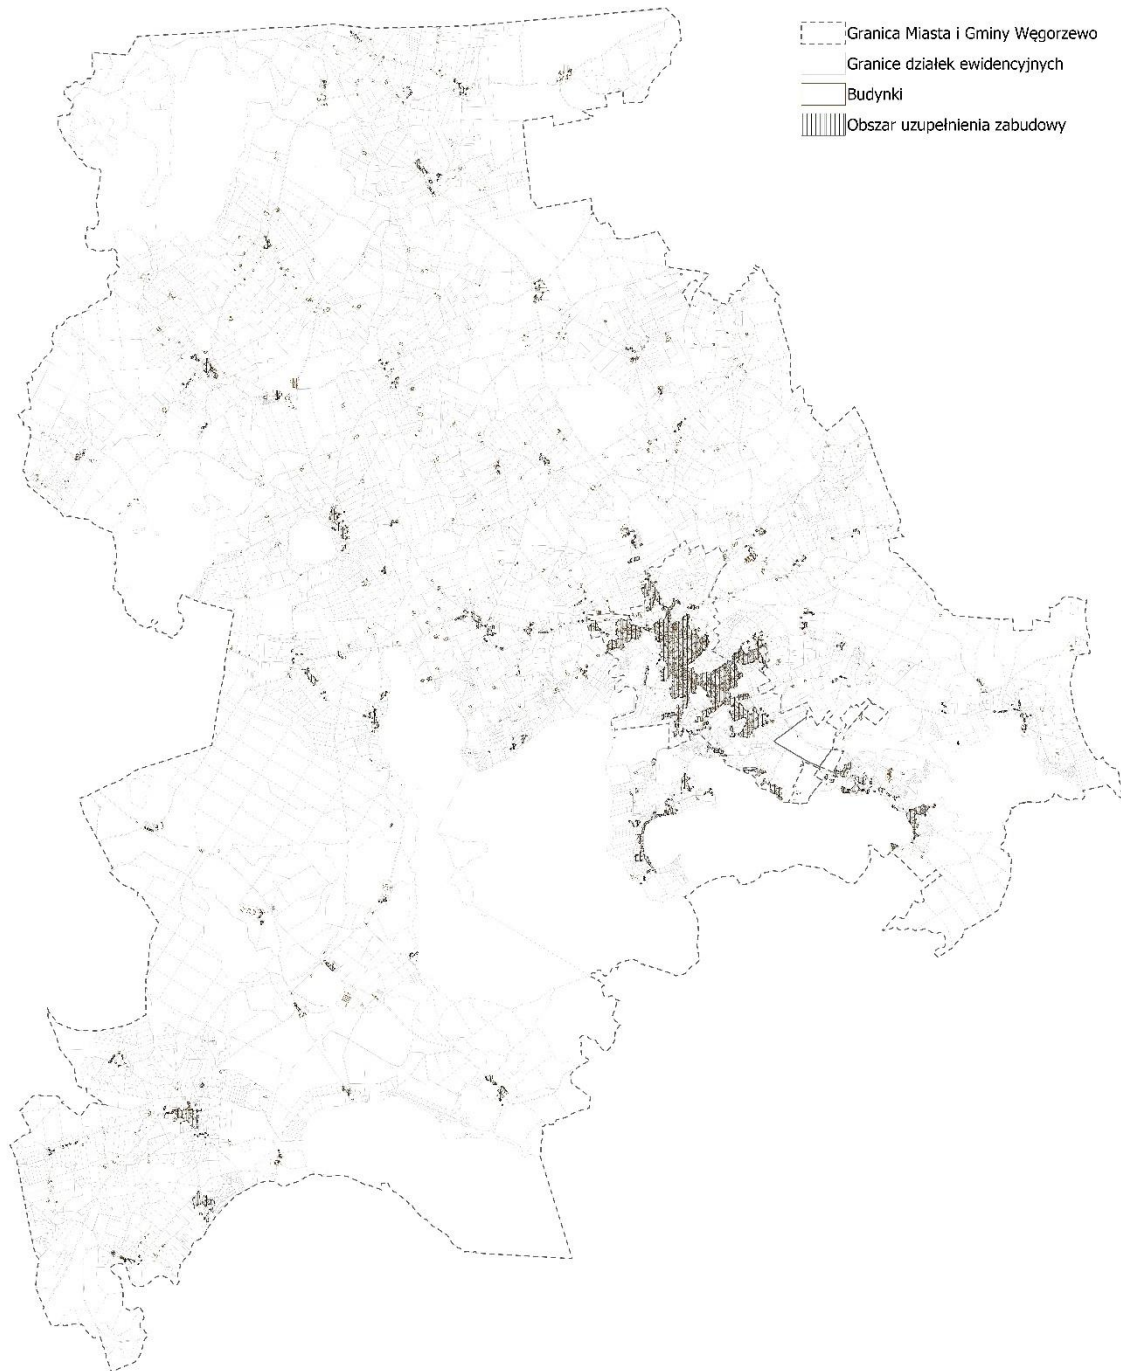 Granica Miasta i Gminy Węgorzewo
Granice działek ewidencyjnych
Budynki
Obszar uzupełnienia zabudowy